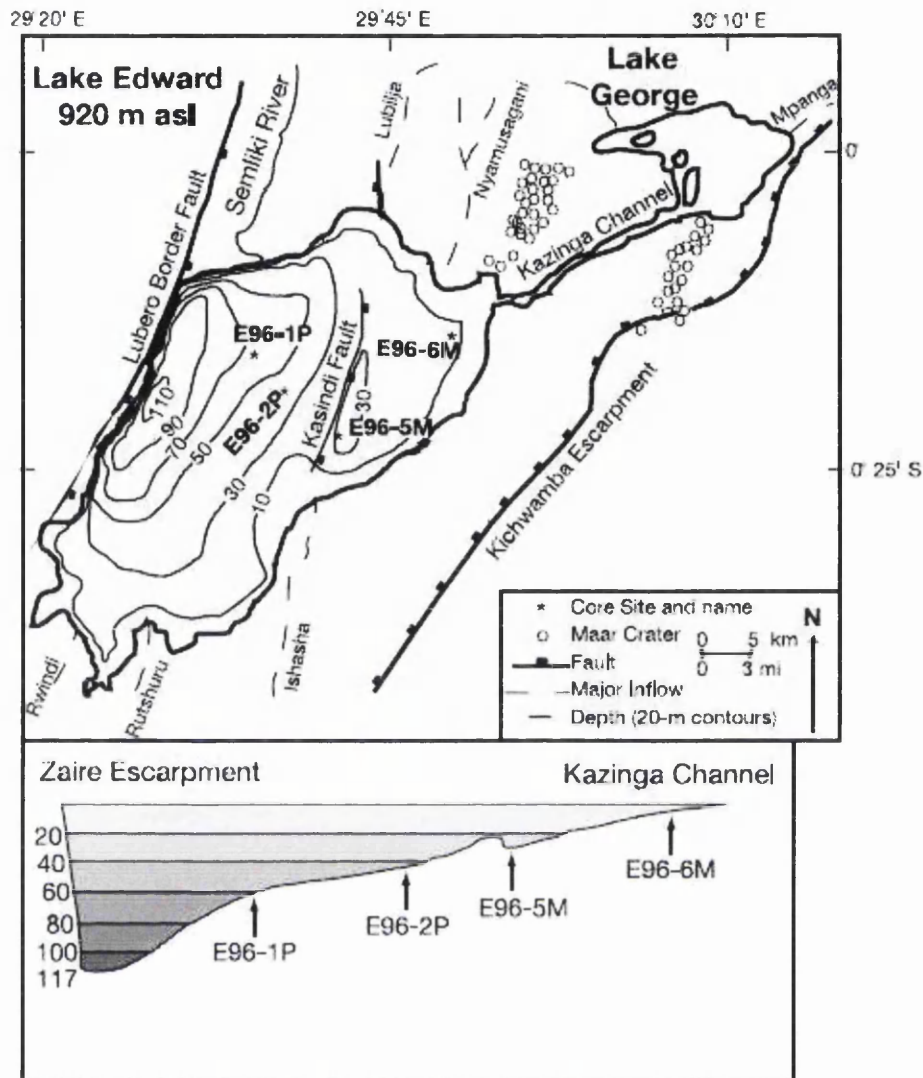 29˚20' E
29˚45' E
30˚10' E
Lake Edward
920 m asl
Lake
George
Semliki River
Lubilja
Nyamusagani
Mpanga
0˚
Lubero Border Fault
Kazinga Channel
E96-1P
E96-6M
Kasindi Fault
110
30
E96-2P
90
E96-5M
70
50
30
10
0˚ 25' S
Kichwamba Escarpment
Rwindi
Rutshuru
Ishasha
* Core Site and name
Maar Crater
0 5 km
0 3 mi
N
Fault
Major Inflow
Depth (20-m contours)
Zaire Escarpment
Kazinga Channel
20
40
60
80
100
117
E96-1P
E96-2P
E96-5M
E96-6M